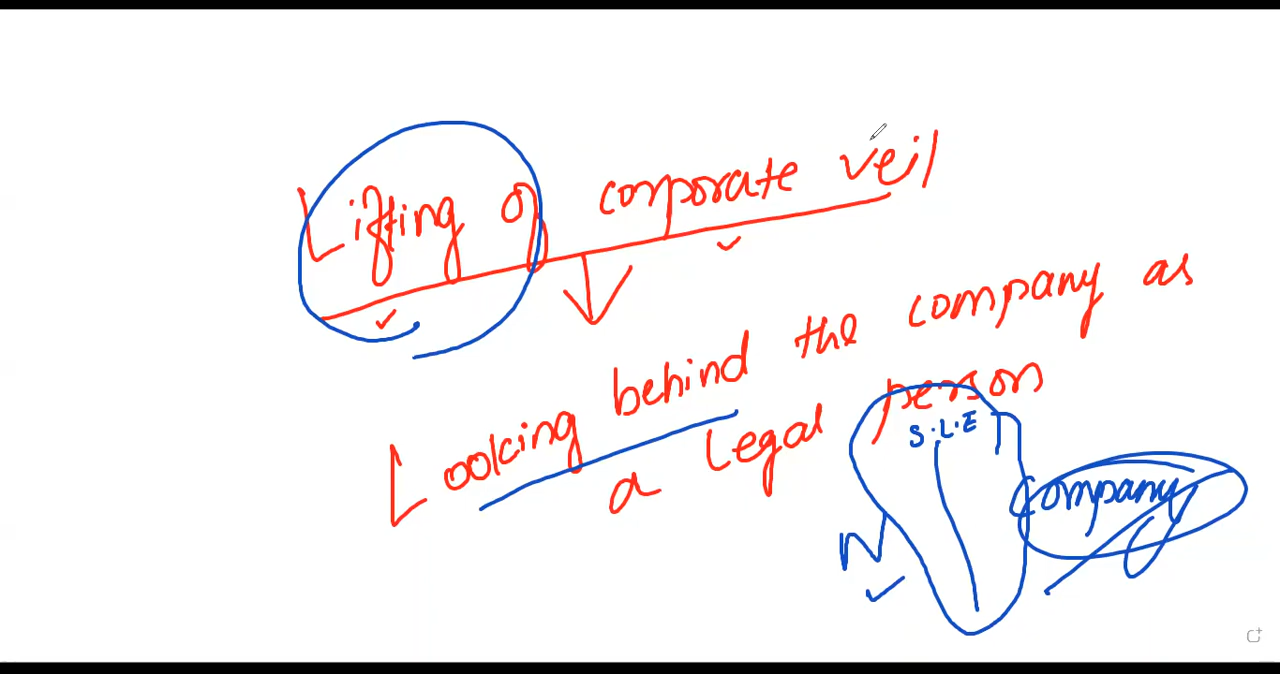 Lifting of corporate veil
Looking behind the company as
a legal person
S.L.E
M
company